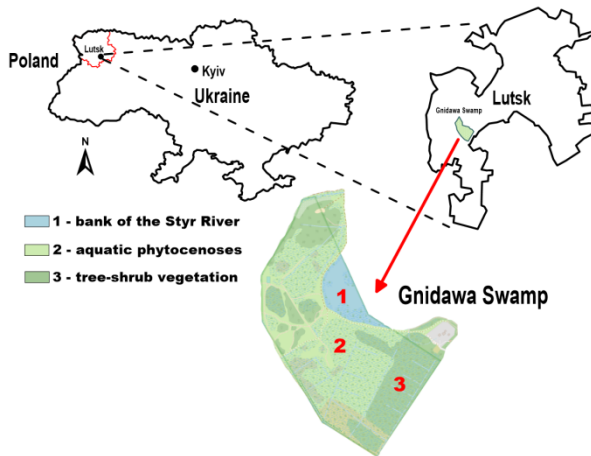 Poland
Lutsk
Kyiv
Ukraine
N
Gnidawa Swamp
Lutsk
1 - bank of the Styr River
2 - aquatic phytocenoses
3 - tree-shrub vegetation
Gnidawa Swamp
1
2
3